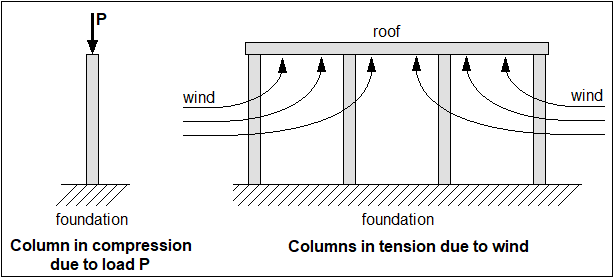 P
roof
wind
wind
foundation
foundation
Column in compression
due to load P
Columns in tension due to wind